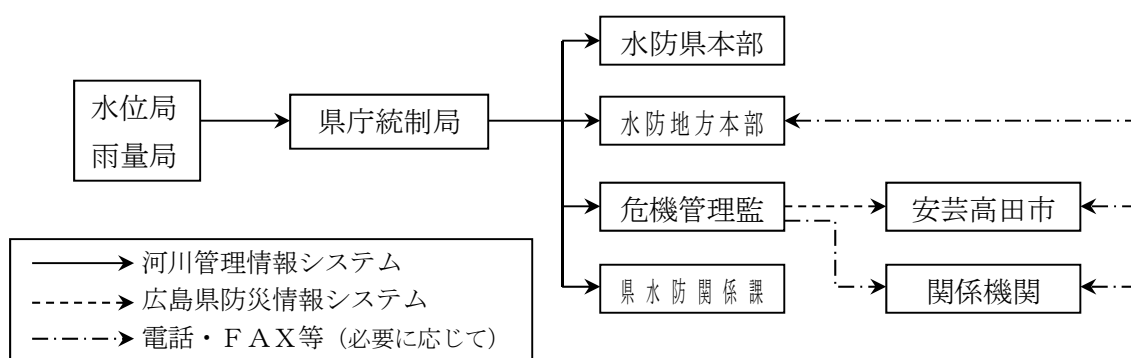 水防県本部
水位局
雨量局
県庁統制局
水防地方本部
危機管理監
安芸高田市
河川管理情報システム
広島県防災情報システム
電話・ＦＡＸ等（必要に応じて）
県水防関係課
関係機関